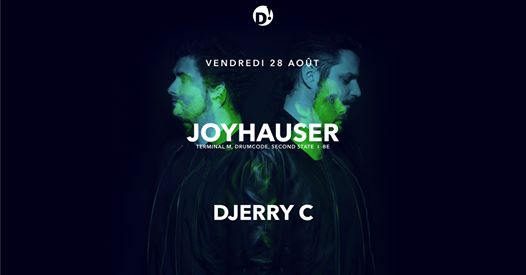 D!
VENDREDI 28 AOÛT
JOYHAUSER
TERMINAL M, DRUMCODE, SECOND STATE I BE
DJERRY C